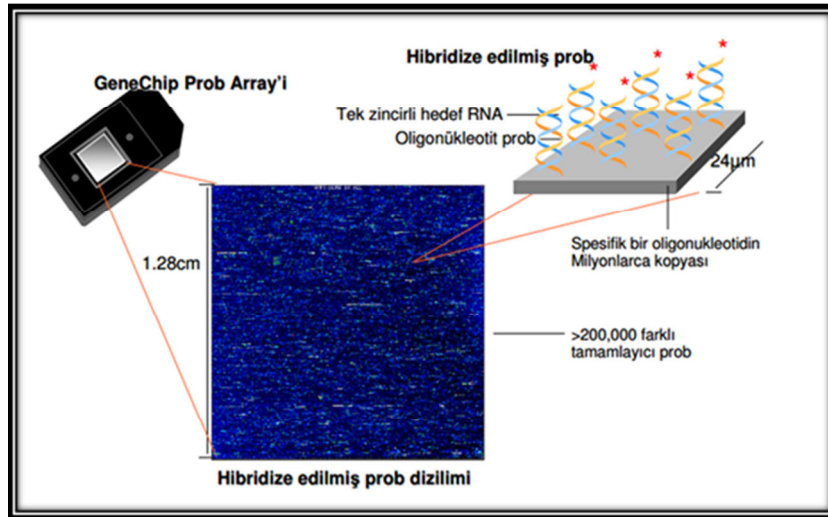 Hibridize edilmiş prob
GeneChip Prob Array'i
Tek zincirli hedef RNA
Oligonükleotit prob
24µm
1.28cm
Spesifik bir oligonukleotidin
Milyonlarca kopyası
>200,000 farklı
tamamlayıcı prob
Hibridize edilmiş prob dizilimi